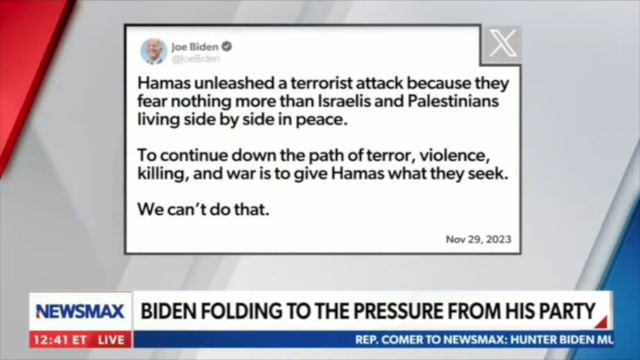 Joe Biden
@JoeBiden
X
Hamas unleashed a terrorist attack because they
fear nothing more than Israelis and Palestinians
living side by side in peace.
To continue down the path of terror, violence,
killing, and war is to give Hamas what they seek.
We can't do that.
Nov 29, 2023
NEWSMAX
BIDEN FOLDING TO THE PRESSURE FROM HIS PARTY
12:41 ET LIVE
REP. COMER TO NEWSMAX: HUNTER BIDEN MU